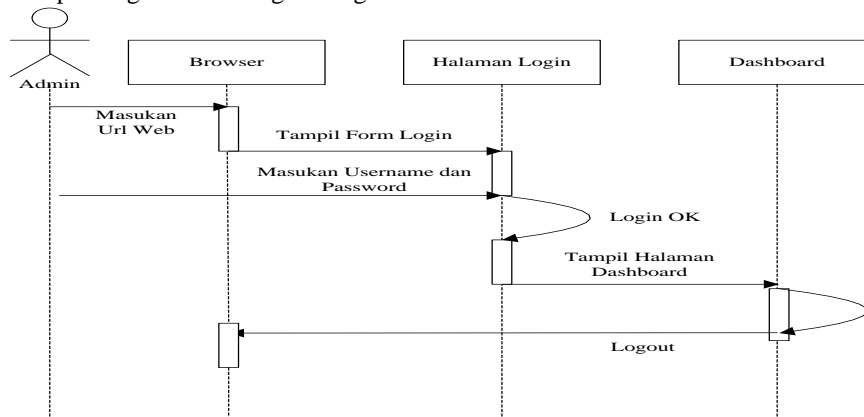 Admin
Browser
Halaman Login
Dashboard
Masukan
Url Web
Tampil Form Login
Masukan Username dan
Password
Login OK
Tampil Halaman
Dashboard
Logout